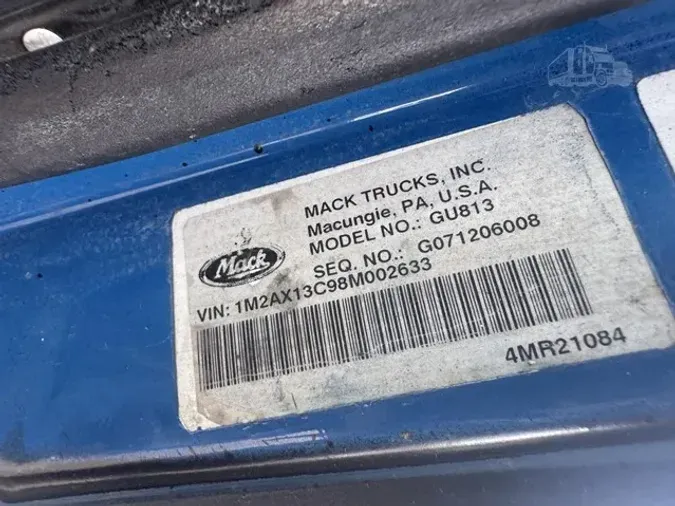 MACK TRUCKS, INC.
Macungie, PA, U.S.A.
MODEL NO.: GU813
SEQ. NO.: G071206008
Mack
VIN: 1M2AX13C98M002633
4MR21084